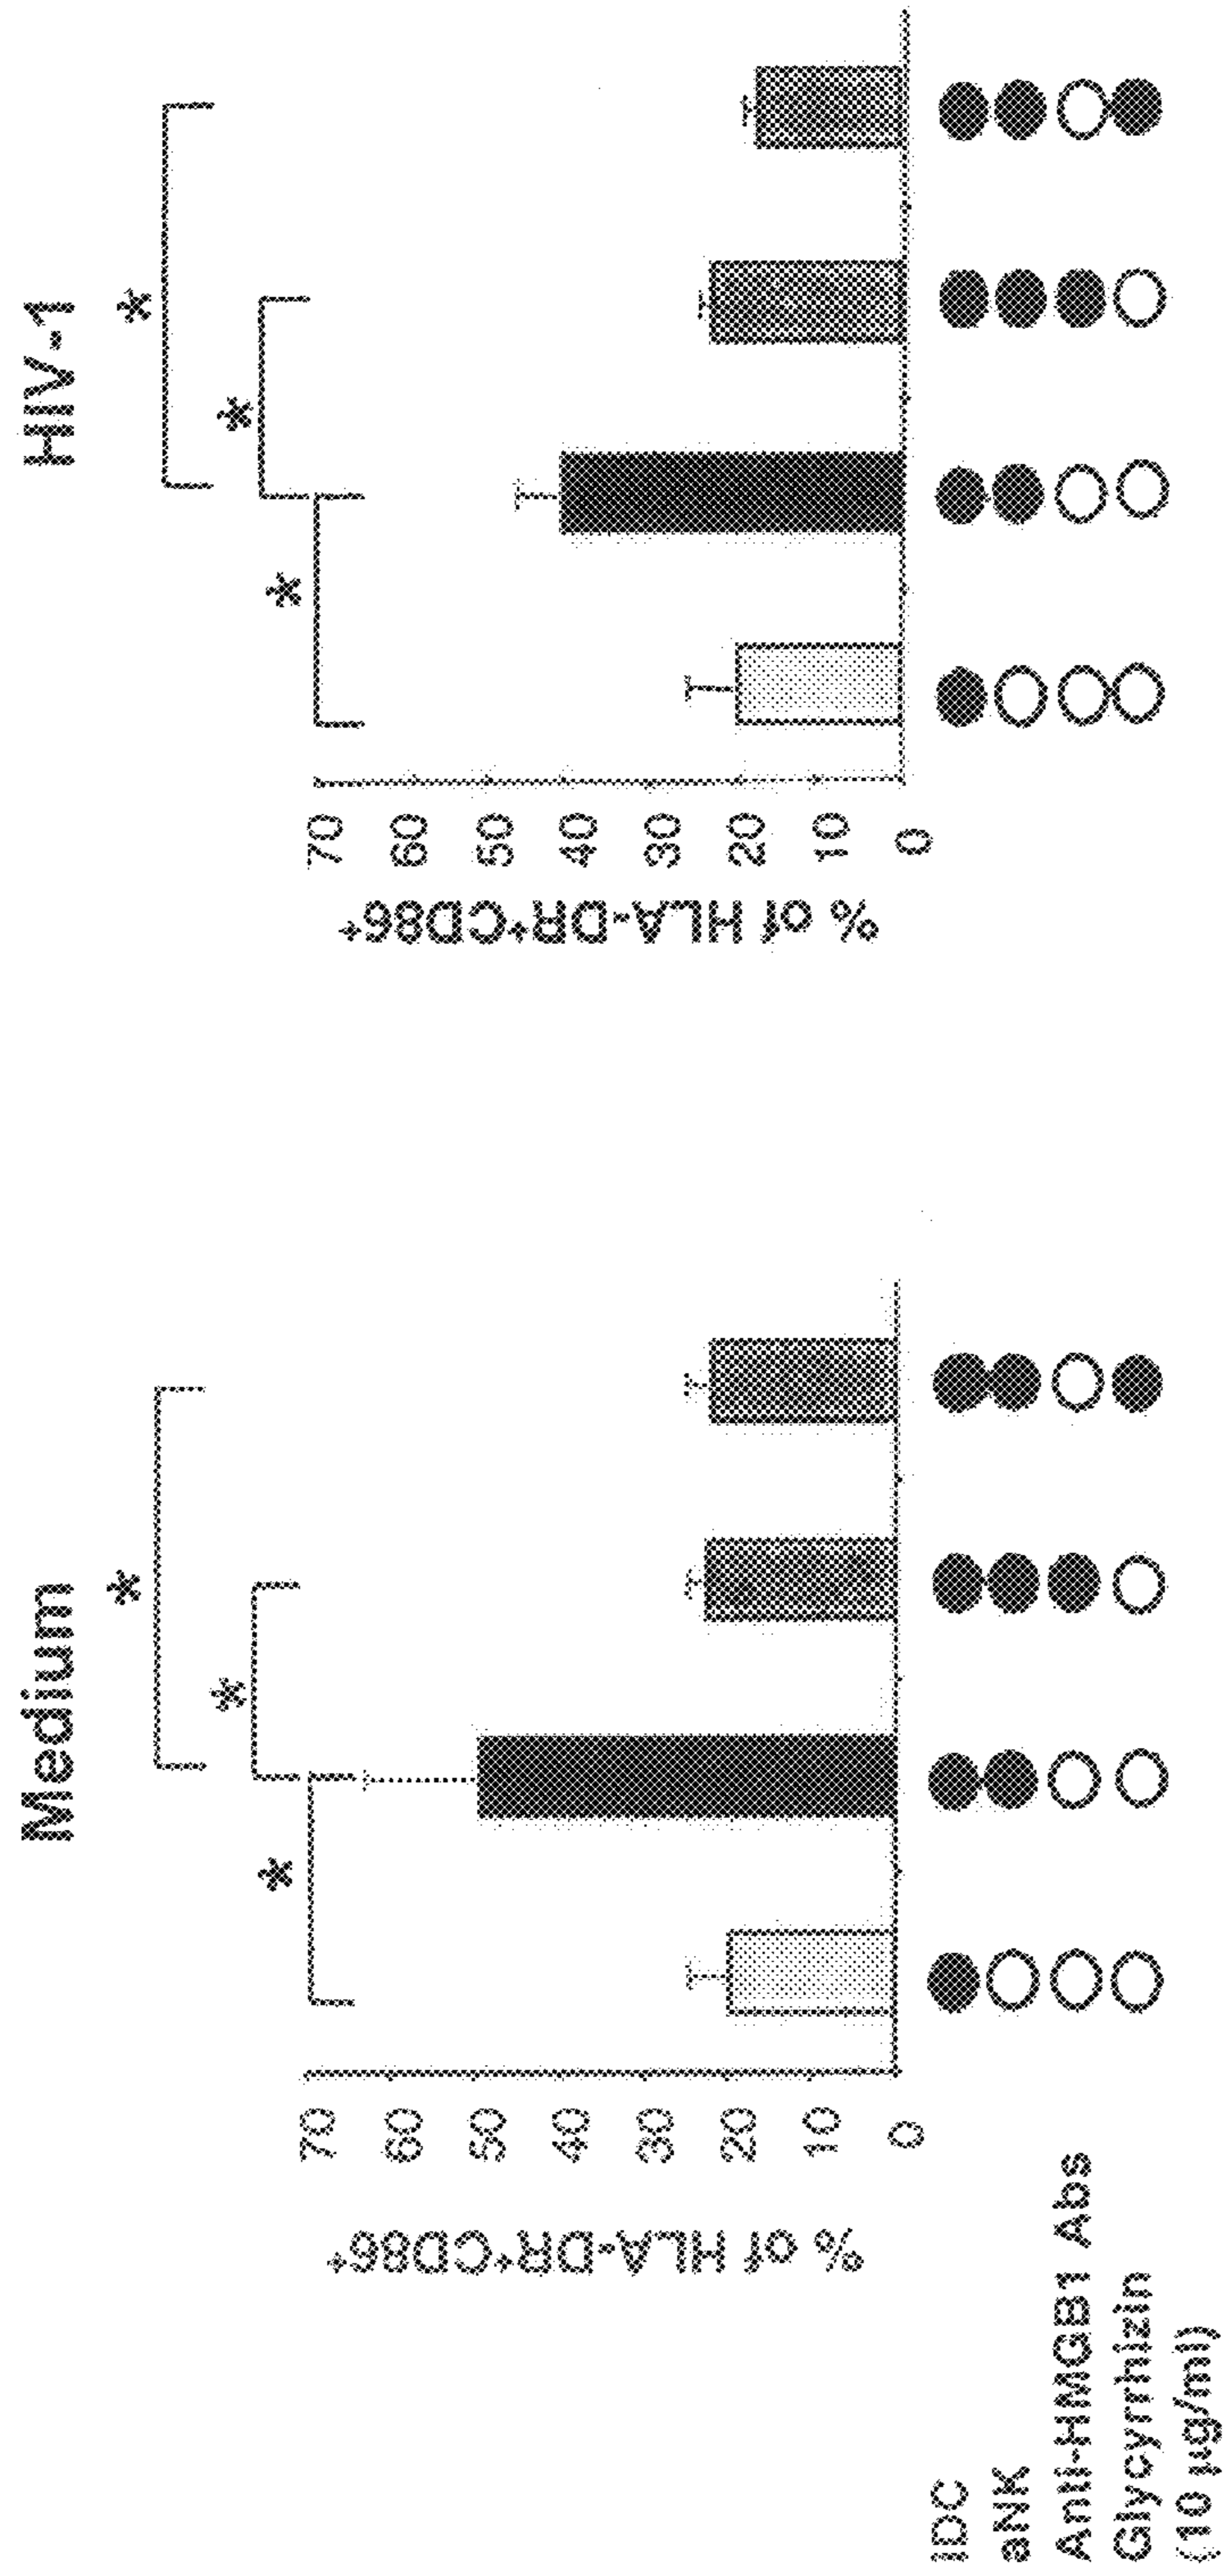 Medium
*
*
*
% of HLA-DR⁺CD86⁺
70
60
50
40
30
20
10
0
HIV-1
*
*
*
% of HLA-DR⁺CD86⁺
70
60
50
40
30
20
10
0
iIDC
aNK
Anti-HMGB1 Abs
Glycyrrhizin
(10 µg/ml)